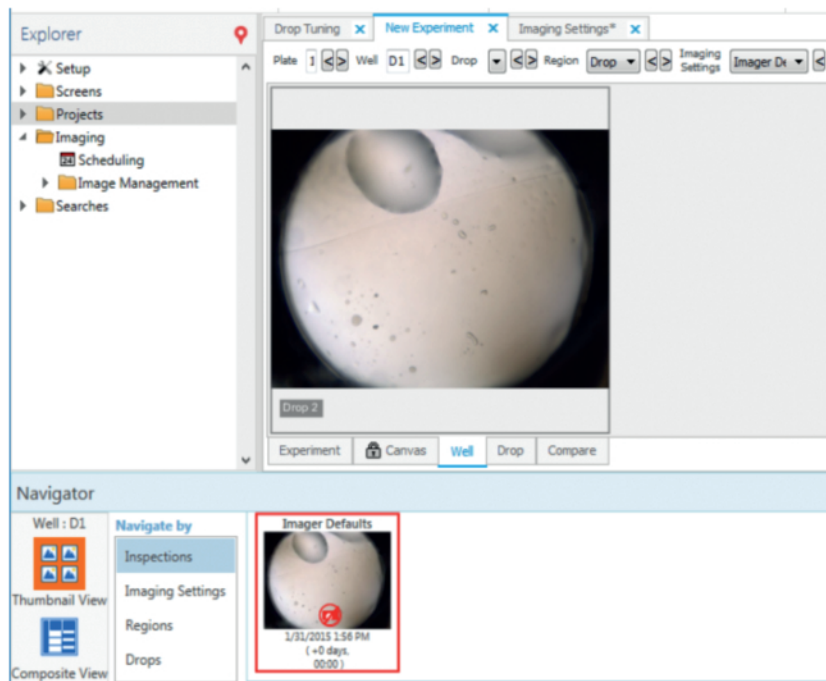 Explorer
Setup
Screens
Projects
Imaging
24 Scheduling
Image Management
Searches
Drop Tuning x New Experiment x Imaging Settings* x
Plate 1 < > Well D1 < > Drop < > Region Drop < > Imaging Settings Imager De <
Drop 2
Experiment Canvas Well Drop Compare
Navigator
Well : D1
Thumbnail View
Composite View
Navigate by
Inspections
Imaging Settings
Regions
Drops
Imager Defaults
1/31/2015 1:56 PM
( +0 days,
00:00 )